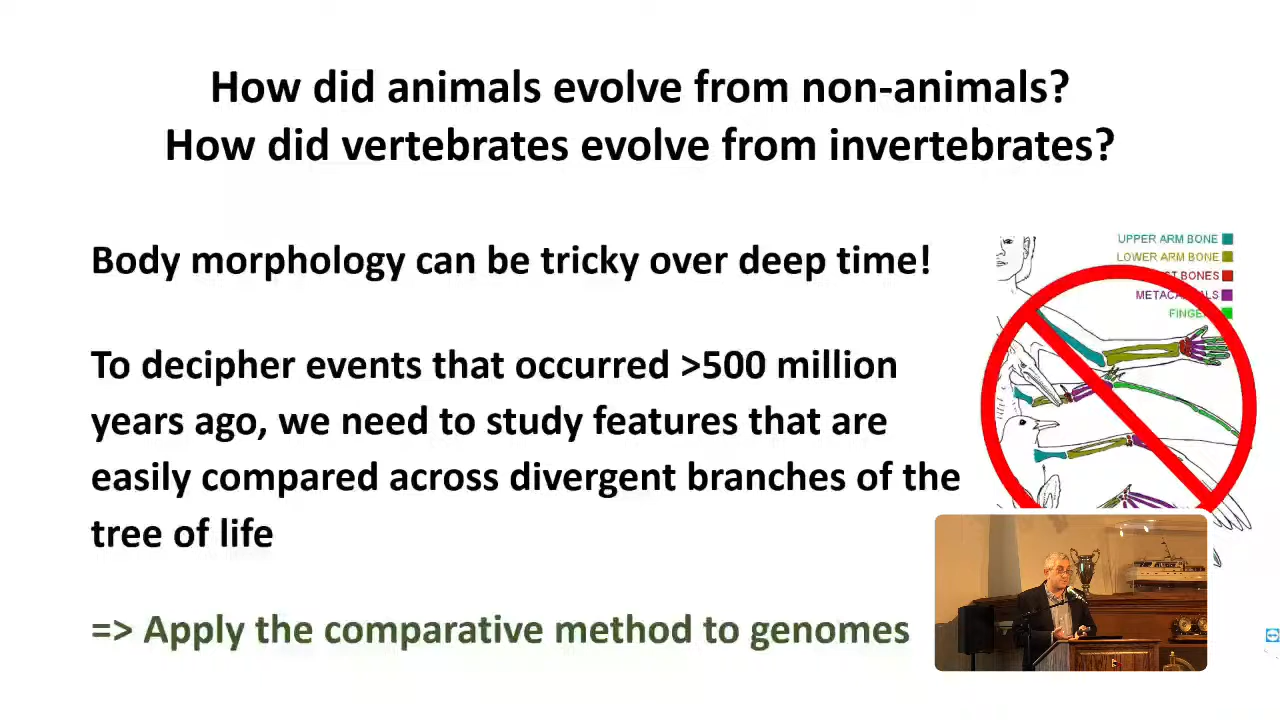 How did animals evolve from non-animals?
How did vertebrates evolve from invertebrates?
Body morphology can be tricky over deep time!
To decipher events that occurred >500 million
years ago, we need to study features that are
easily compared across divergent branches of the
tree of life
=> Apply the comparative method to genomes
UPPER ARM BONE
LOWER ARM BONE
BONES